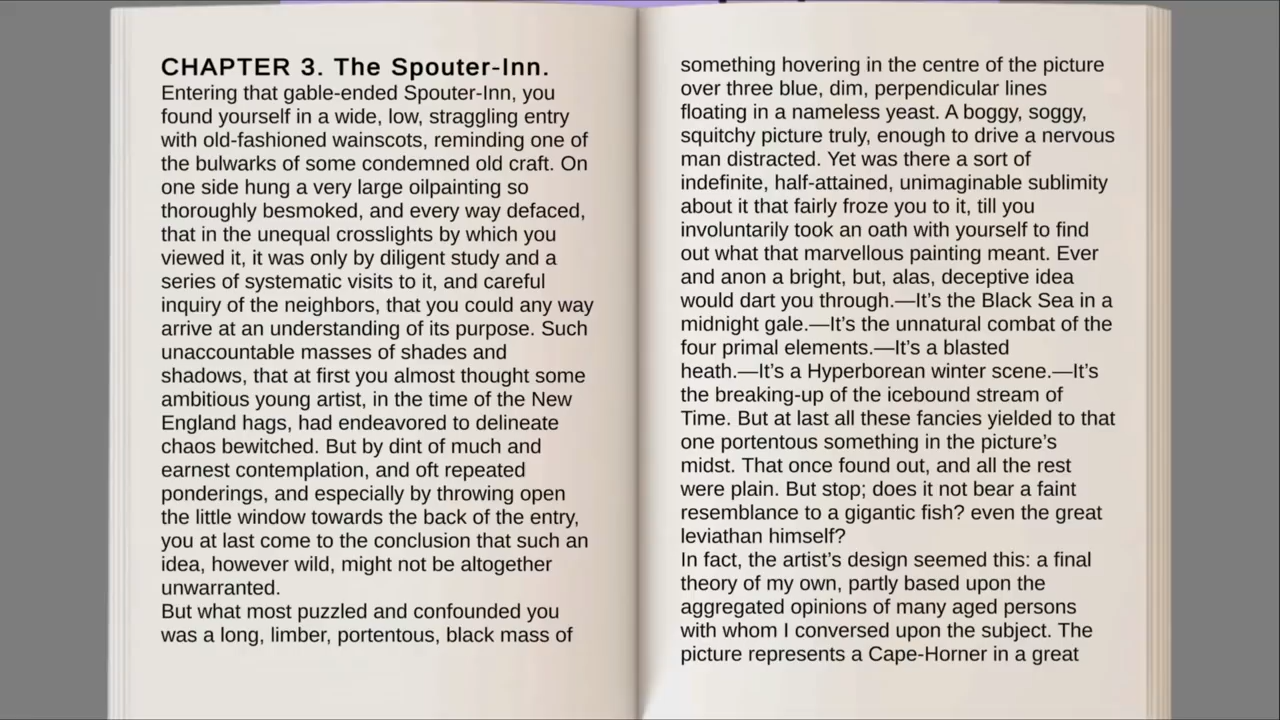 CHAPTER 3. The Spouter-Inn.
Entering that gable-ended Spouter-Inn, you
found yourself in a wide, low, straggling entry
with old-fashioned wainscots, reminding one of
the bulwarks of some condemned old craft. On
one side hung a very large oilpainting so
thoroughly besmoked, and every way defaced,
that in the unequal crosslights by which you
viewed it, it was only by diligent study and a
series of systematic visits to it, and careful
inquiry of the neighbors, that you could any way
arrive at an understanding of its purpose. Such
unaccountable masses of shades and
shadows, that at first you almost thought some
ambitious young artist, in the time of the New
England hags, had endeavored to delineate
chaos bewitched. But by dint of much and
earnest contemplation, and oft repeated
ponderings, and especially by throwing open
the little window towards the back of the entry,
you at last come to the conclusion that such an
idea, however wild, might not be altogether
unwarranted.
But what most puzzled and confounded you
was a long, limber, portentous, black mass of
something hovering in the centre of the picture
over three blue, dim, perpendicular lines
floating in a nameless yeast. A boggy, soggy,
squitchy picture truly, enough to drive a nervous
man distracted. Yet was there a sort of
indefinite, half-attained, unimaginable sublimity
about it that fairly froze you to it, till you
involuntarily took an oath with yourself to find
out what that marvellous painting meant. Ever
and anon a bright, but, alas, deceptive idea
would dart you through.—It’s the Black Sea in a
midnight gale.—It’s the unnatural combat of the
four primal elements.—It’s a blasted
heath.—It’s a Hyperborean winter scene.—It’s
the breaking-up of the icebound stream of
Time. But at last all these fancies yielded to that
one portentous something in the picture’s
midst. That once found out, and all the rest
were plain. But stop; does it not bear a faint
resemblance to a gigantic fish? even the great
leviathan himself?
In fact, the artist’s design seemed this: a final
theory of my own, partly based upon the
aggregated opinions of many aged persons
with whom I conversed upon the subject. The
picture represents a Cape-Horner in a great